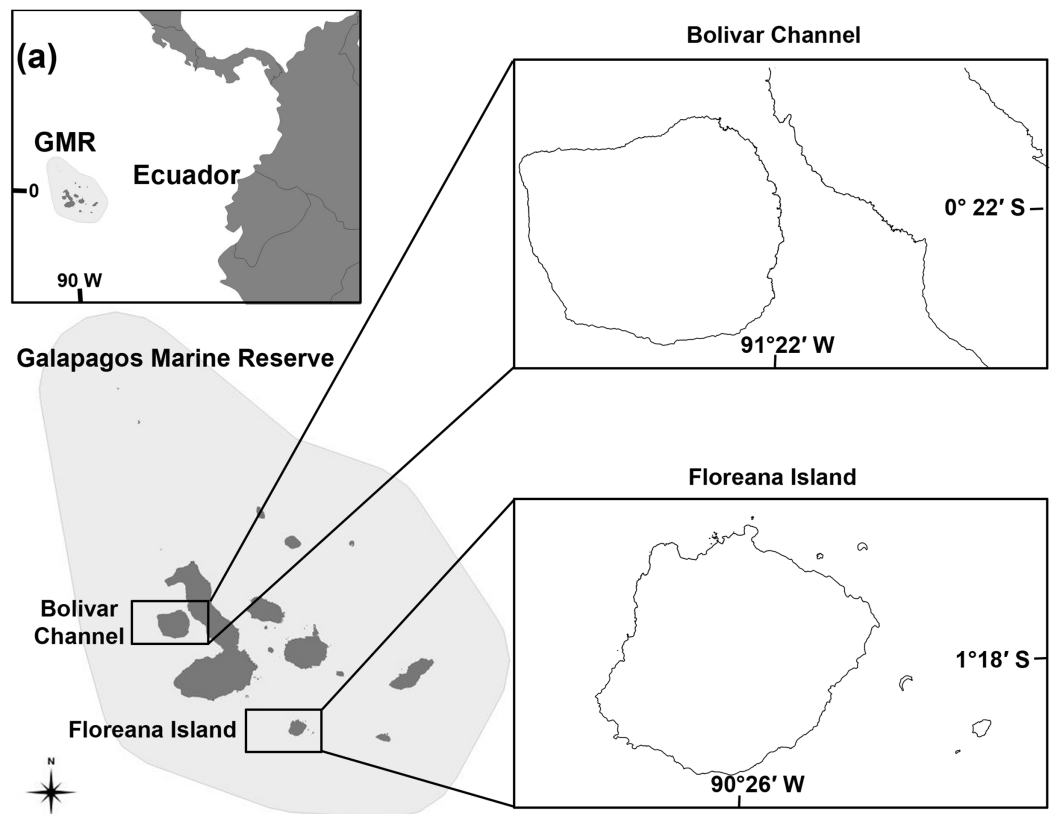 (a)
GMR
Ecuador
0
90 W
Galapagos Marine Reserve
Bolivar
Channel
Floreana Island
N
Bolivar Channel
0° 22′ S
91°22′ W
Floreana Island
1°18′ S
90°26′ W